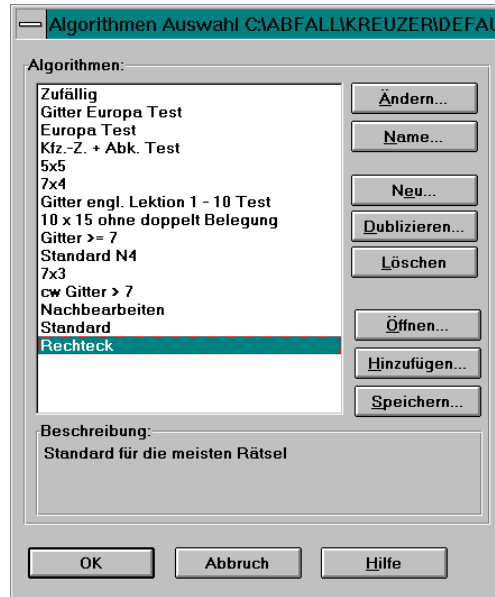 Algorithmen Auswahl C:\ABFALL\KREUZER\DEFAU
Algorithmen:
Zufällig
Gitter Europa Test
Europa Test
Kfz.-Z. + Abk. Test
5x5
7x4
Gitter engl. Lektion 1 - 10 Test
10 x 15 ohne doppelt Belegung
Gitter >= 7
Standard N4
7x3
cw Gitter > 7
Nachbearbeiten
Standard
Rechteck
Ändern...
Name...
Neu...
Dublizieren...
Löschen
Öffnen...
Hinzufügen...
Speichern...
Beschreibung:
Standard für die meisten Rätsel
OK
Abbruch
Hilfe